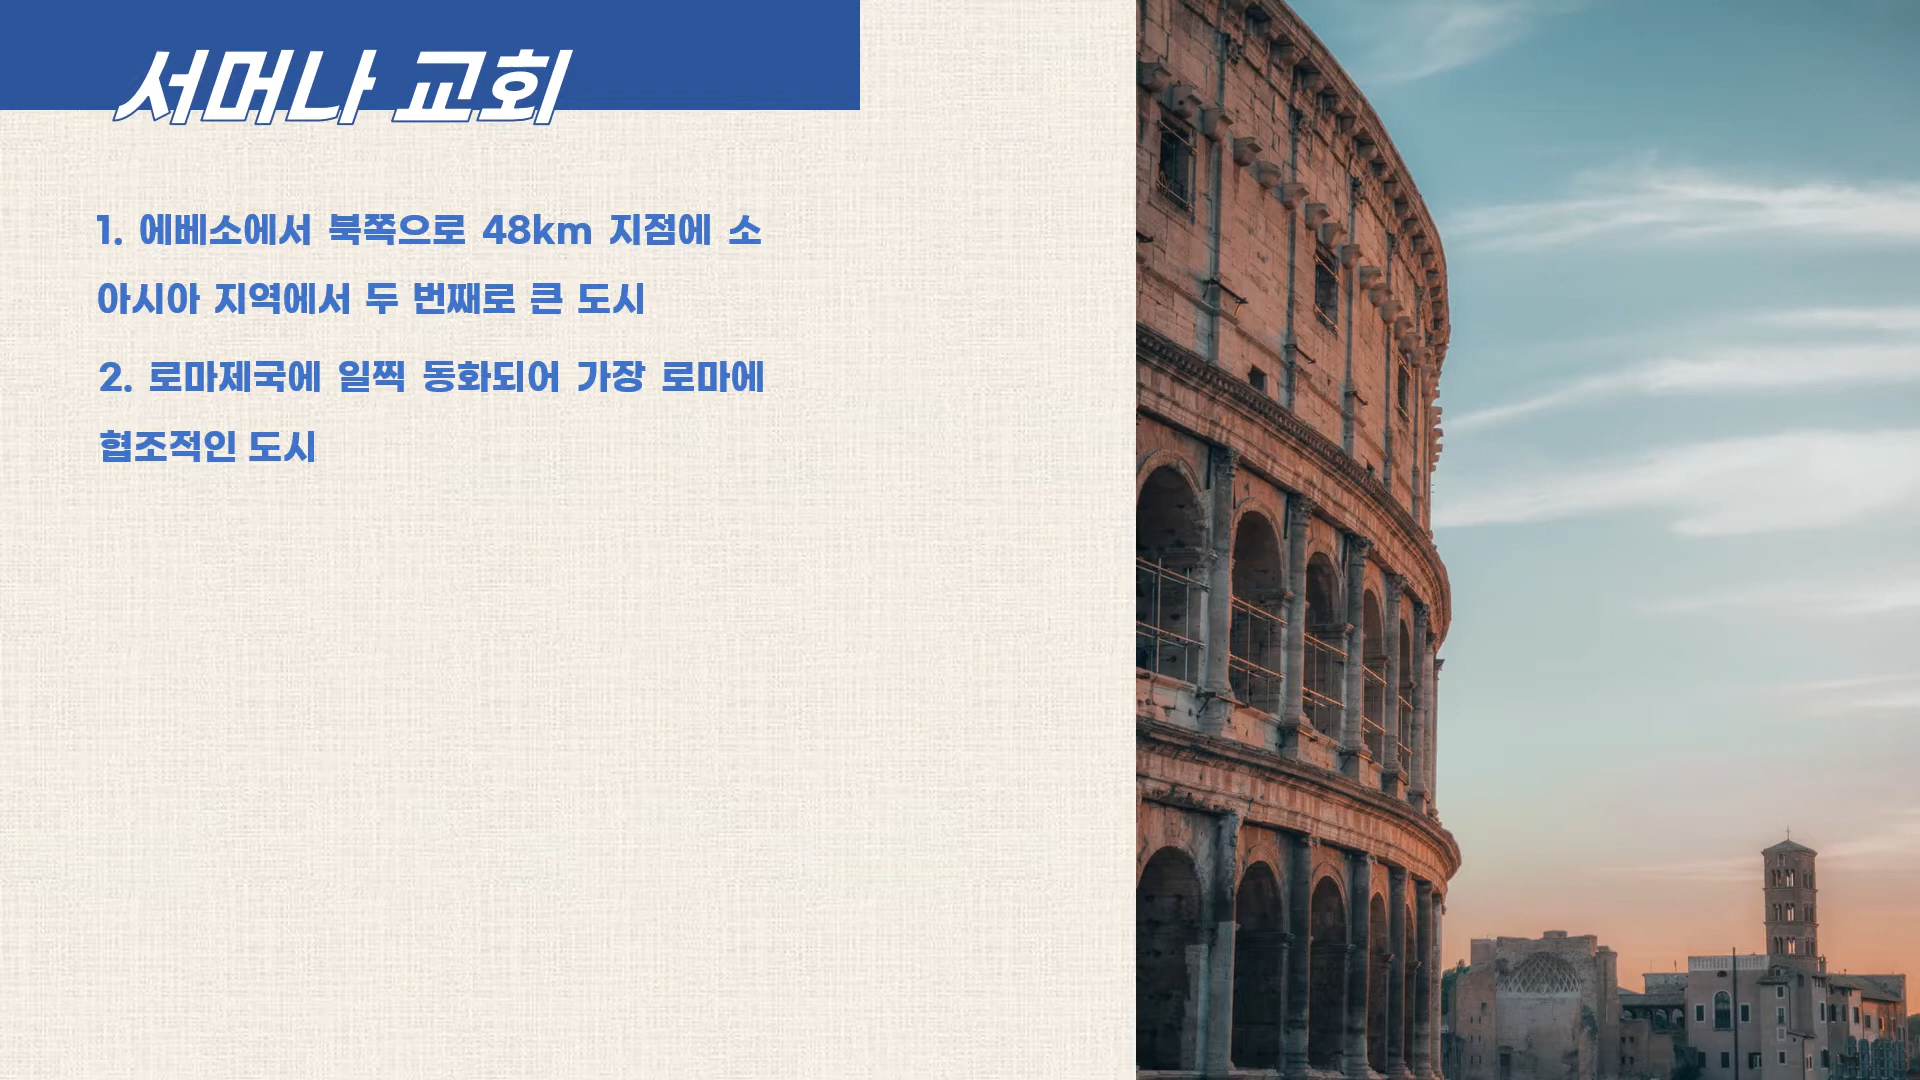 서머나 교회
1. 에베소에서 북쪽으로 48km 지점에 소
아시아 지역에서 두 번째로 큰 도시
2. 로마제국에 일찍 동화되어 가장 로마에
협조적인 도시